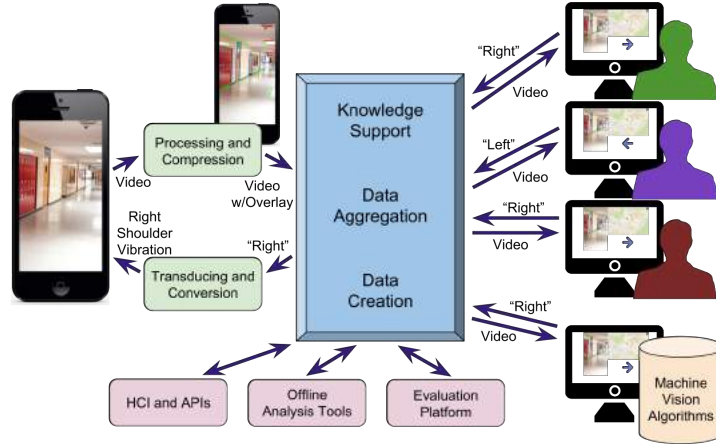 Processing and
Compression
Video
Video
w/Overlay
Right
Shoulder
Vibration
"Right"
Transducing and
Conversion
Knowledge
Support
Data
Aggregation
Data
Creation
"Right"
Video
"Left"
Video
"Right"
Video
"Right"
Video
Machine
Vision
Algorithms
HCI and APIs
Offline
Analysis Tools
Evaluation
Platform